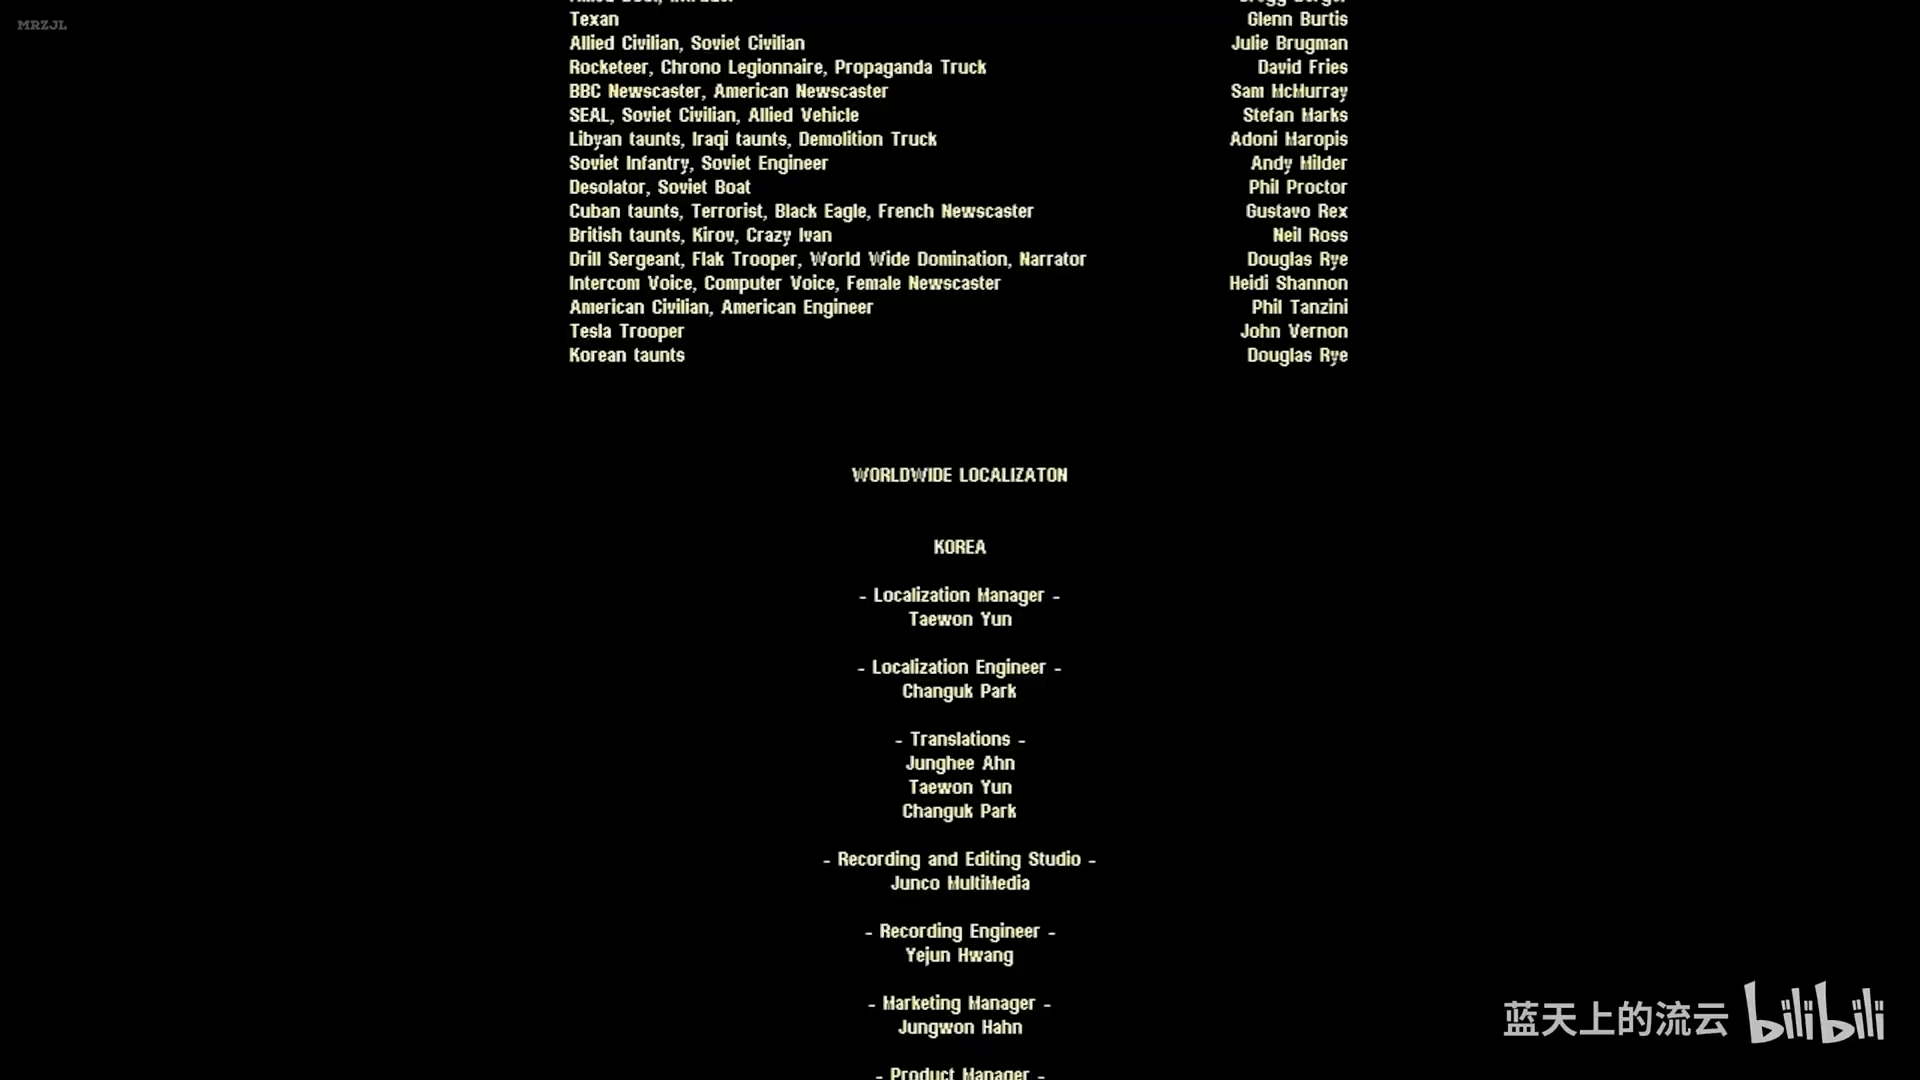 MRZJL
Texan Glenn Burtis
Allied Civilian, Soviet Civilian Julie Brugman
Rocketeer, Chrono Legionnaire, Propaganda Truck David Fries
BBC Newscaster, American Newscaster Sam McMurray
SEAL, Soviet Civilian, Allied Vehicle Stefan Marks
Libyan taunts, Iraqi taunts, Demolition Truck Adoni Maropis
Soviet Infantry, Soviet Engineer Andy Milder
Desolator, Soviet Boat Phil Proctor
Cuban taunts, Terrorist, Black Eagle, French Newscaster Gustavo Rex
British taunts, Kirov, Crazy Ivan Neil Ross
Drill Sergeant, Flak Trooper, World Wide Domination, Narrator Douglas Rye
Intercom Voice, Computer Voice, Female Newscaster Heidi Shannon
American Civilian, American Engineer Phil Tanzini
Tesla Trooper John Vernon
Korean taunts Douglas Rye
WORLDWIDE LOCALIZATON
KOREA
- Localization Manager -
Taewon Yun
- Localization Engineer -
Changuk Park
- Translations -
Junghee Ahn
Taewon Yun
Changuk Park
- Recording and Editing Studio -
Junco MultiMedia
- Recording Engineer -
Yejun Hwang
- Marketing Manager -
Jungwon Hahn
- Product Manager -
蓝天上的流云 bilibili